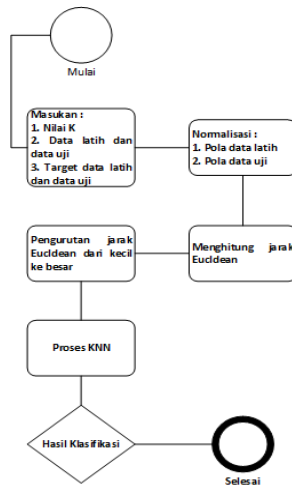 Mulai
Masukan :
1. Nilai K
2. Data latih dan
data uji
3. Target data latih
dan data uji
Normalisasi :
1. Pola data latih
2. Pola data uji
Menghitung jarak
Eucldean
Pengurutan jarak
Eucldean dari kecil
ke besar
Proses KNN
Hasil Klasifikasi
Selesai